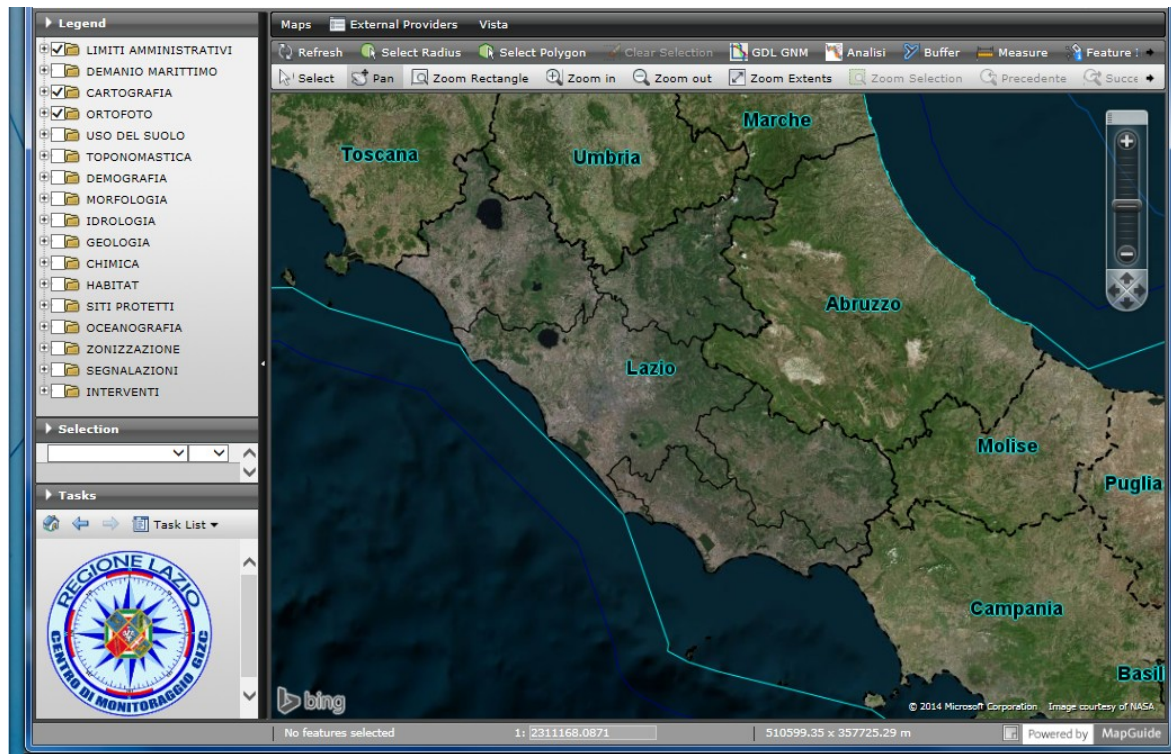 Legend
LIMITI AMMINISTRATIVI
DEMANIO MARITTIMO
CARTOGRAFIA
ORTOFOTO
USO DEL SUOLO
TOPONOMASTICA
DEMOGRAFIA
MORFOLOGIA
IDROLOGIA
GEOLOGIA
CHIMICA
HABITAT
SITI PROTETTI
OCEANOGRAFIA
ZONIZZAZIONE
SEGNALAZIONI
INTERVENTI
Selection
Tasks
Task List
REGIONE LAZIO
CENTRO DI MONITORAGGIO GIZC
Maps External Providers Vista
Refresh Select Radius Select Polygon Clear Selection GDL GNM Analisi Buffer Measure Feature
Select Pan Zoom Rectangle Zoom in Zoom out Zoom Extents Zoom Selection Precedente Succe
Marche
Toscana
Umbria
Abruzzo
Lazio
Molise
Puglia
Campania
Basil
bing
© 2014 Microsoft Corporation Image courtesy of NASA
No features selected 1: 2311168.0871 510599.35 x 357725.29 m Powered by MapGuide